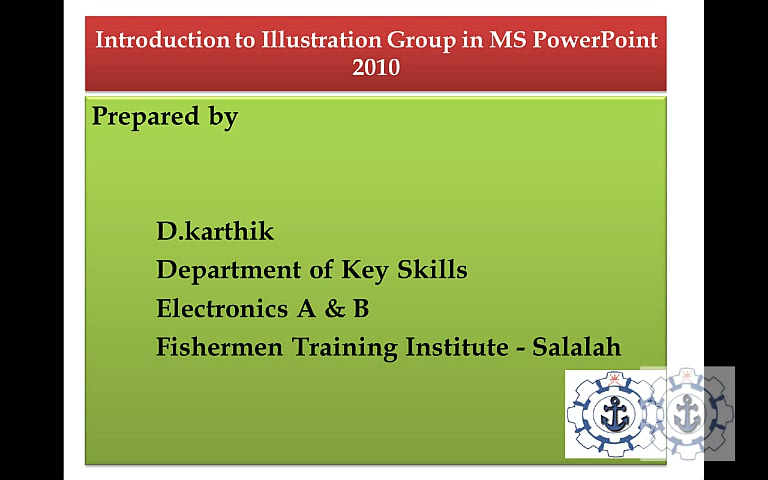 Introduction to Illustration Group in MS PowerPoint
2010
Prepared by
D.karthik
Department of Key Skills
Electronics A & B
Fishermen Training Institute - Salalah